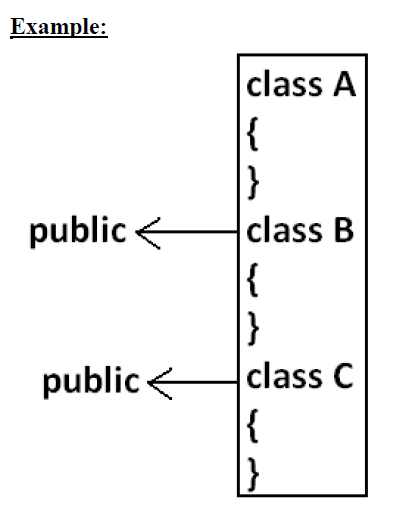 Example:
class A
{
}
public class B
{
}
public class C
{
}